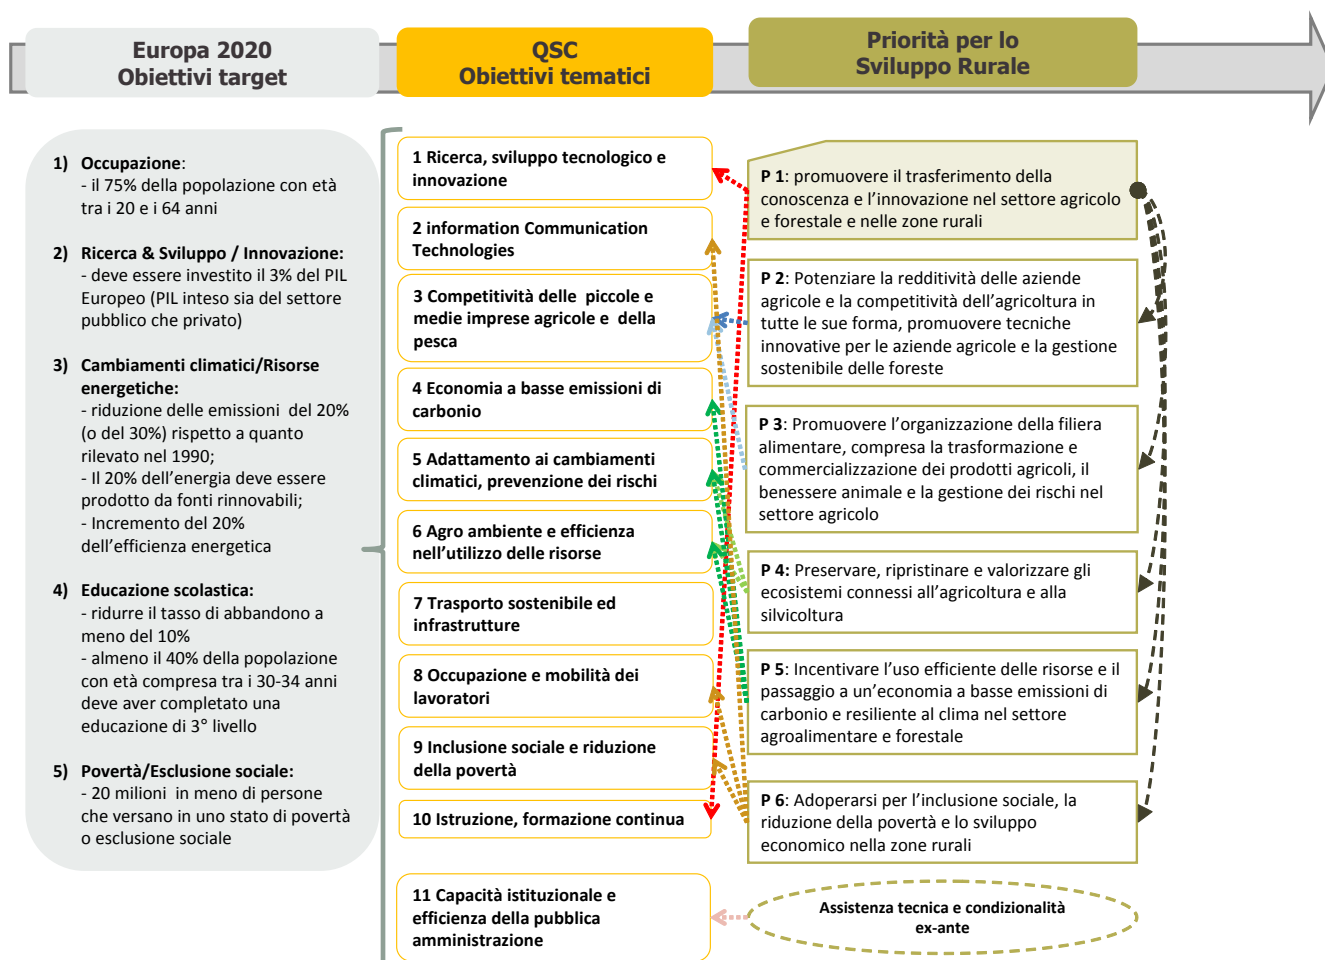 Europa 2020
Obiettivi target
QSC
Obiettivi tematici
Priorità per lo
Sviluppo Rurale
1) Occupazione:
- il 75% della popolazione con età
tra i 20 e i 64 anni
2) Ricerca & Sviluppo / Innovazione:
- deve essere investito il 3% del PIL
Europeo (PIL inteso sia del settore
pubblico che privato)
3) Cambiamenti climatici/Risorse
energetiche:
- riduzione delle emissioni del 20%
(o del 30%) rispetto a quanto
rilevato nel 1990;
- Il 20% dell'energia deve essere
prodotto da fonti rinnovabili;
- Incremento del 20%
dell'efficienza energetica
4) Educazione scolastica:
- ridurre il tasso di abbandono a
meno del 10%
- almeno il 40% della popolazione
con età compresa tra i 30-34 anni
deve aver completato una
educazione di 3° livello
5) Povertà/Esclusione sociale:
- 20 milioni in meno di persone
che versano in uno stato di povertà
o esclusione sociale
1 Ricerca, sviluppo tecnologico e
innovazione
2 information Communication
Technologies
3 Competitività delle piccole e
medie imprese agricole e della
pesca
4 Economia a basse emissioni di
carbonio
5 Adattamento ai cambiamenti
climatici, prevenzione dei rischi
6 Agro ambiente e efficienza
nell'utilizzo delle risorse
7 Trasporto sostenibile ed
infrastrutture
8 Occupazione e mobilità dei
lavoratori
9 Inclusione sociale e riduzione
della povertà
10 Istruzione, formazione continua
11 Capacità istituzionale e
efficienza della pubblica
amministrazione
P 1: promuovere il trasferimento della
conoscenza e l'innovazione nel settore agricolo
e forestale e nelle zone rurali
P 2: Potenziare la redditività delle aziende
agricole e la competitività dell'agricoltura in
tutte le sue forma, promuovere tecniche
innovative per le aziende agricole e la gestione
sostenibile delle foreste
P 3: Promuovere l'organizzazione della filiera
alimentare, compresa la trasformazione e
commercializzazione dei prodotti agricoli, il
benessere animale e la gestione dei rischi nel
settore agricolo
P 4: Preservare, ripristinare e valorizzare gli
ecosistemi connessi all'agricoltura e alla
silvicoltura
P 5: Incentivare l'uso efficiente delle risorse e il
passaggio a un'economia a basse emissioni di
carbonio e resiliente al clima nel settore
agroalimentare e forestale
P 6: Adoperarsi per l'inclusione sociale, la
riduzione della povertà e lo sviluppo
economico nella zone rurali
Assistenza tecnica e condizionalità
ex-ante